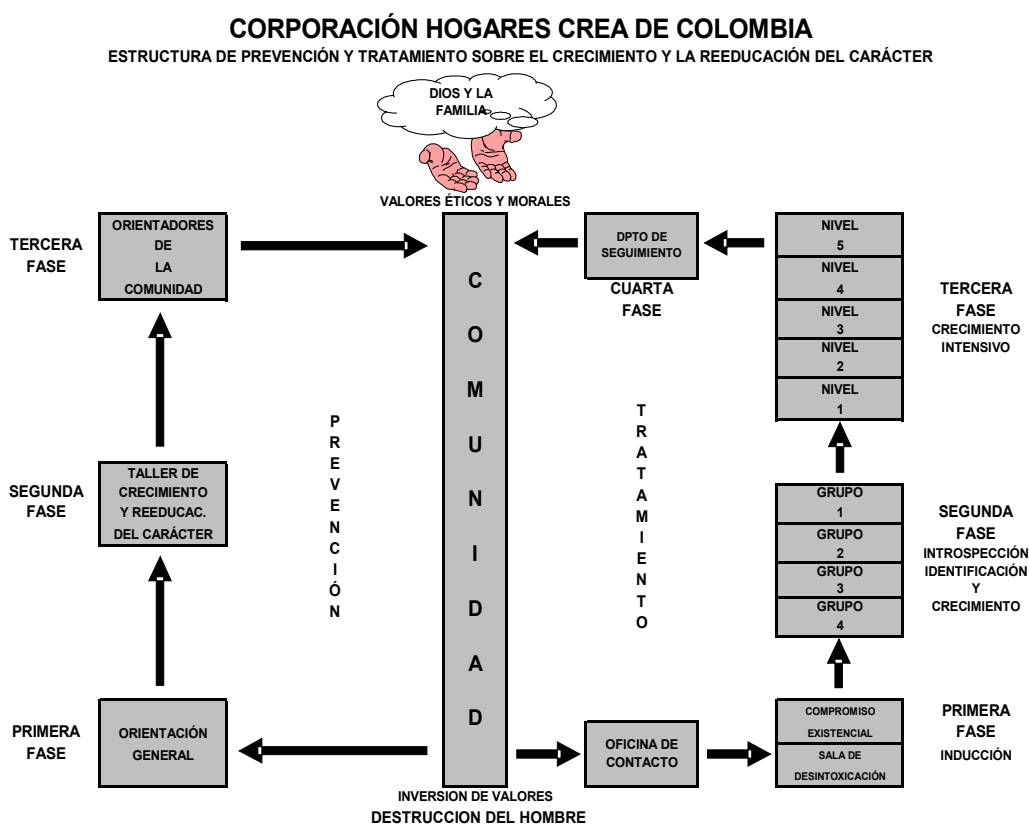 CORPORACIÓN HOGARES CREA DE COLOMBIA
ESTRUCTURA DE PREVENCIÓN Y TRATAMIENTO SOBRE EL CRECIMIENTO Y LA REEDUCACIÓN DEL CARÁCTER
DIOS Y LA
FAMILIA
VALORES ÉTICOS Y MORALES
TERCERA
FASE
ORIENTADORES
DE
LA
COMUNIDAD
SEGUNDA
FASE
TALLER DE
CRECIMIENTO
Y REEDUCAC.
DEL CARÁCTER
PRIMERA
FASE
ORIENTACIÓN
GENERAL
PREVENCIÓN
COMUNIDAD
TRATAMIENTO
DPTO DE
SEGUIMIENTO
CUARTA
FASE
OFICINA DE
CONTACTO
NIVEL
5
NIVEL
4
NIVEL
3
NIVEL
2
NIVEL
1
TERCERA
FASE
CRECIMIENTO
INTENSIVO
GRUPO
1
GRUPO
2
GRUPO
3
GRUPO
4
SEGUNDA
FASE
INTROSPECCIÓN
IDENTIFICACIÓN
Y
CRECIMIENTO
COMPROMISO
EXISTENCIAL
SALA DE
DESINTOXICACIÓN
PRIMERA
FASE
INDUCCIÓN
INVERSION DE VALORES
DESTRUCCION DEL HOMBRE